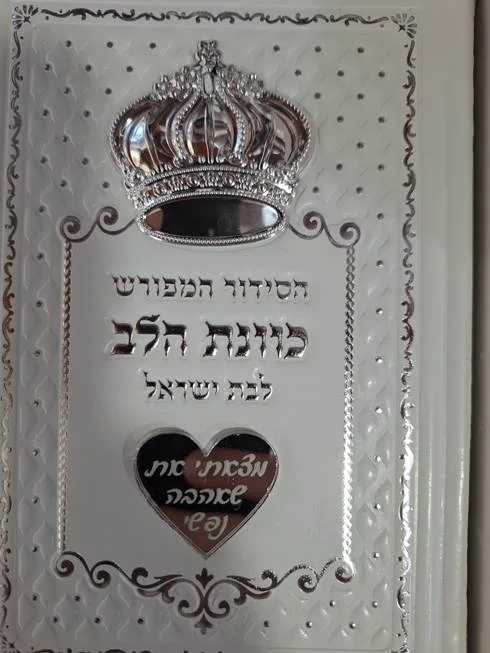 הסידור המפורש
כוונת הלב
לבת ישראל
מצאתי את
שאהבה
נפשי